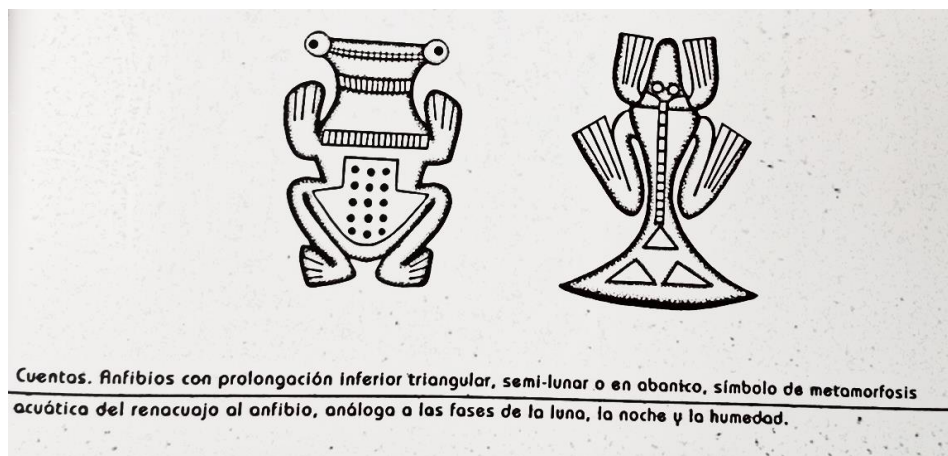 Cuentas. Anfibios con prolongación inferior triangular, semi-lunar o en abanico, símbolo de metamorfosis
acuática del renacuajo al anfibio, análoga a las fases de la luna, la noche y la humedad.